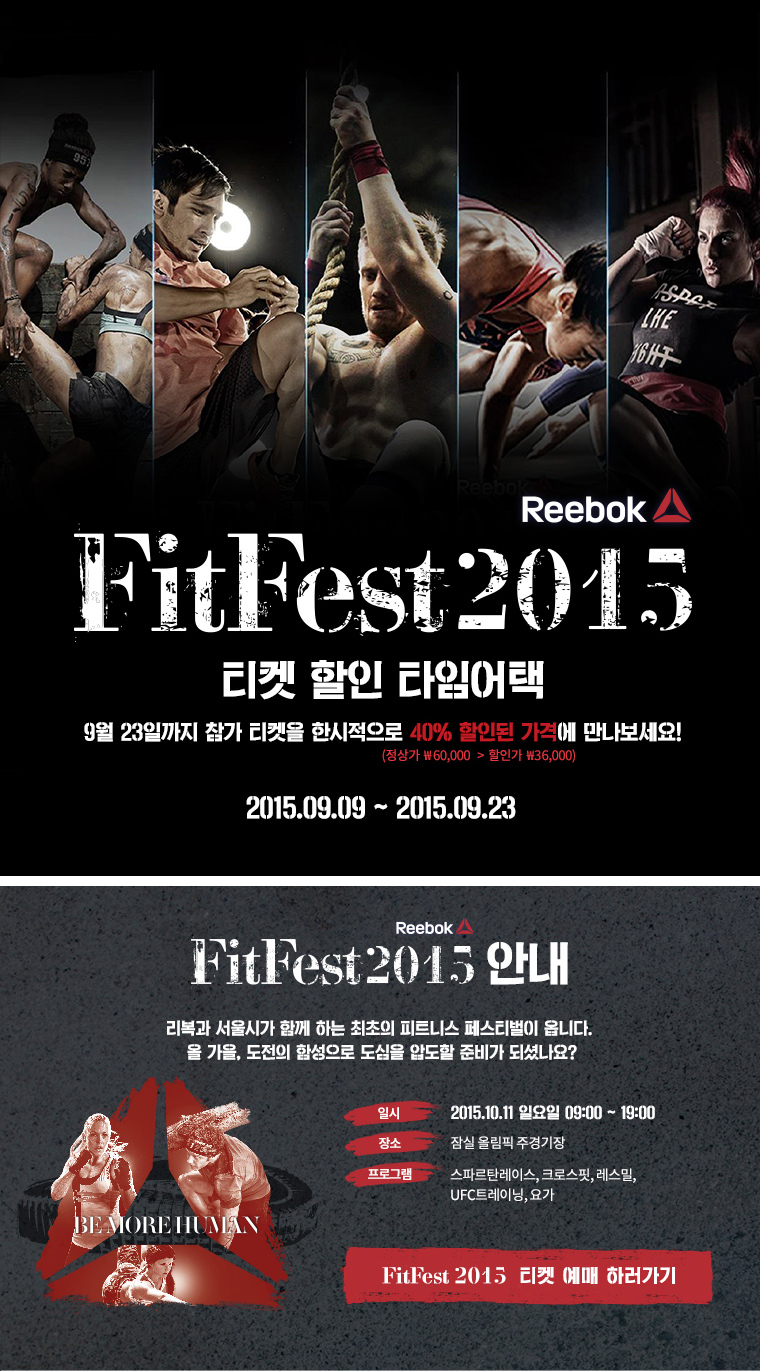 951
A-SPCT
LHE
Reebok
FitFest 2015
티켓 할인 타임어택
9월 23일까지 참가 티켓을 한시적으로 40% 할인된 가격에 만나보세요!
(정상가 ₩60,000 > 할인가 ₩36,000)
2015.09.09 ~ 2015.09.23
Reebok
FitFest 2015 안내
리복과 서울시가 함께 하는 최초의 피트니스 페스티벌이 옵니다.
올 가을, 도전의 함성으로 도심을 압도할 준비가 되셨나요?
일시 2015.10.11 일요일 09:00 ~ 19:00
장소 잠실 올림픽 주경기장
프로그램 스파르탄레이스, 크로스핏, 레스밀,
UFC트레이닝, 요가
BE MORE HUMAN
FitFest 2015 티켓 예매 하러가기